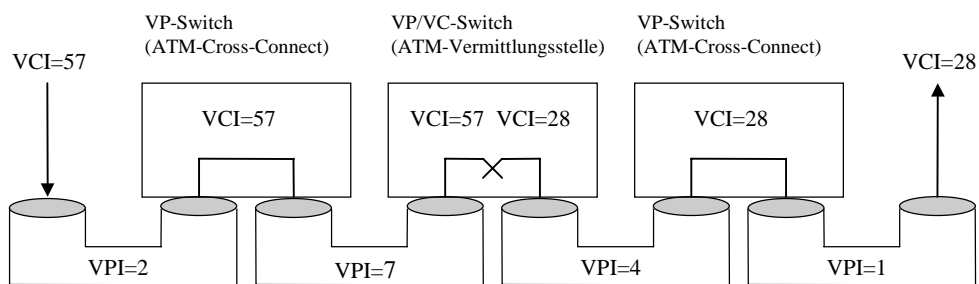 VP-Switch
(ATM-Cross-Connect)
VP/VC-Switch
(ATM-Vermittlungsstelle)
VP-Switch
(ATM-Cross-Connect)
VCI=57
VCI=28
VCI=57
VCI=57 VCI=28
VCI=28
VPI=2
VPI=7
VPI=4
VPI=1